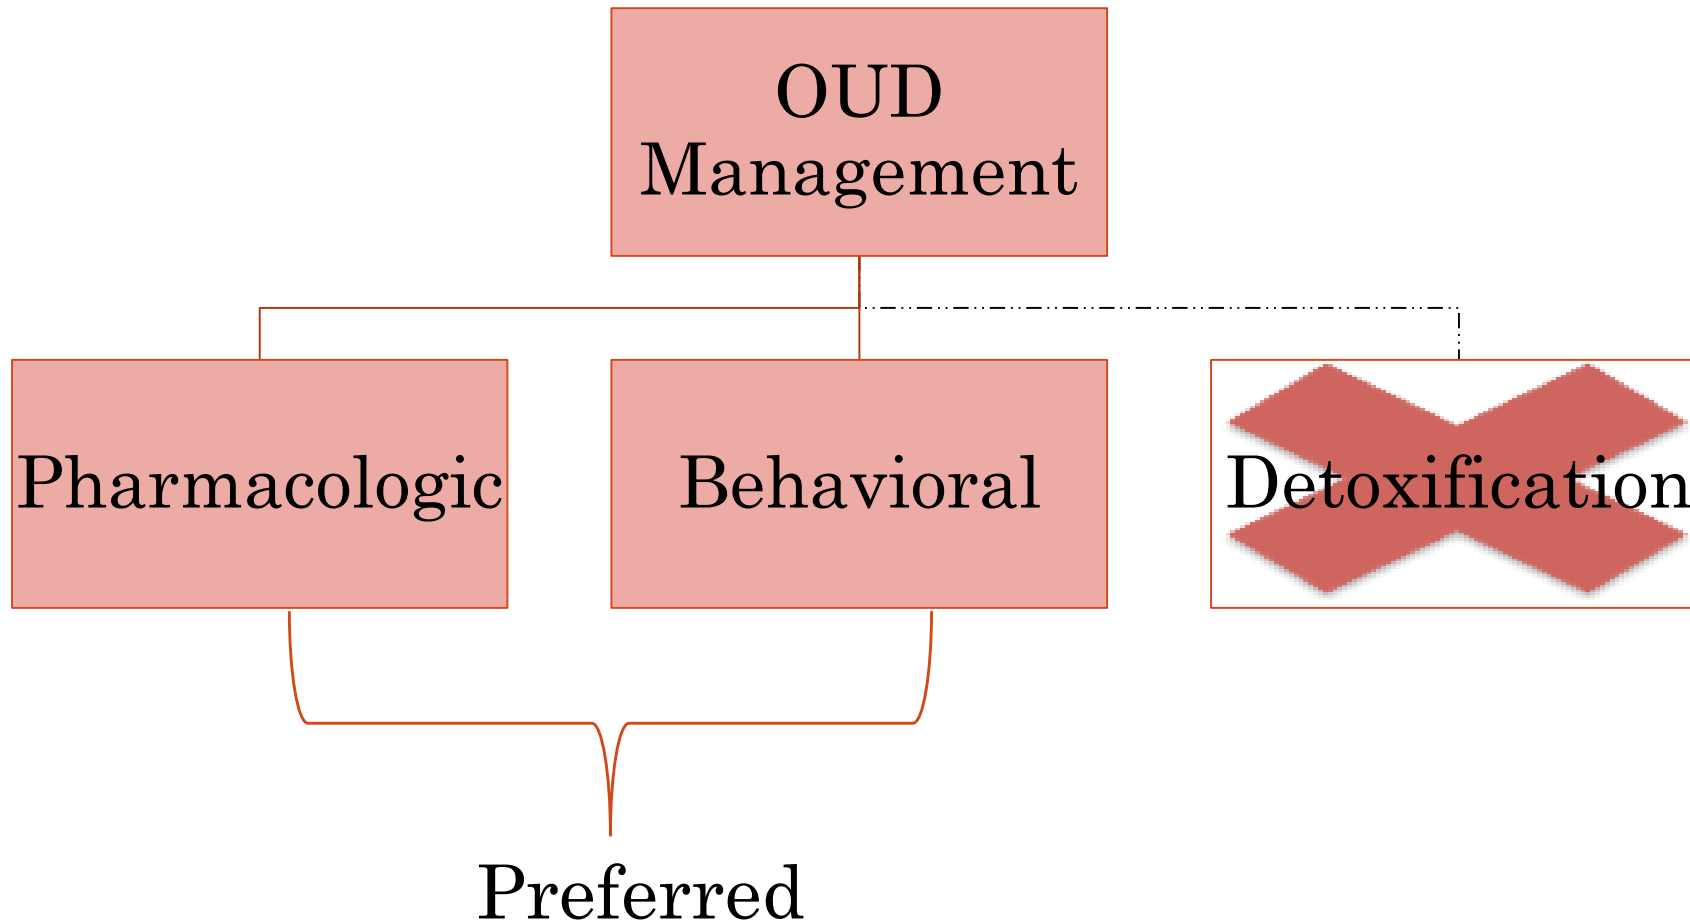 OUD
Management
Pharmacologic
Behavioral
Detoxification
Preferred